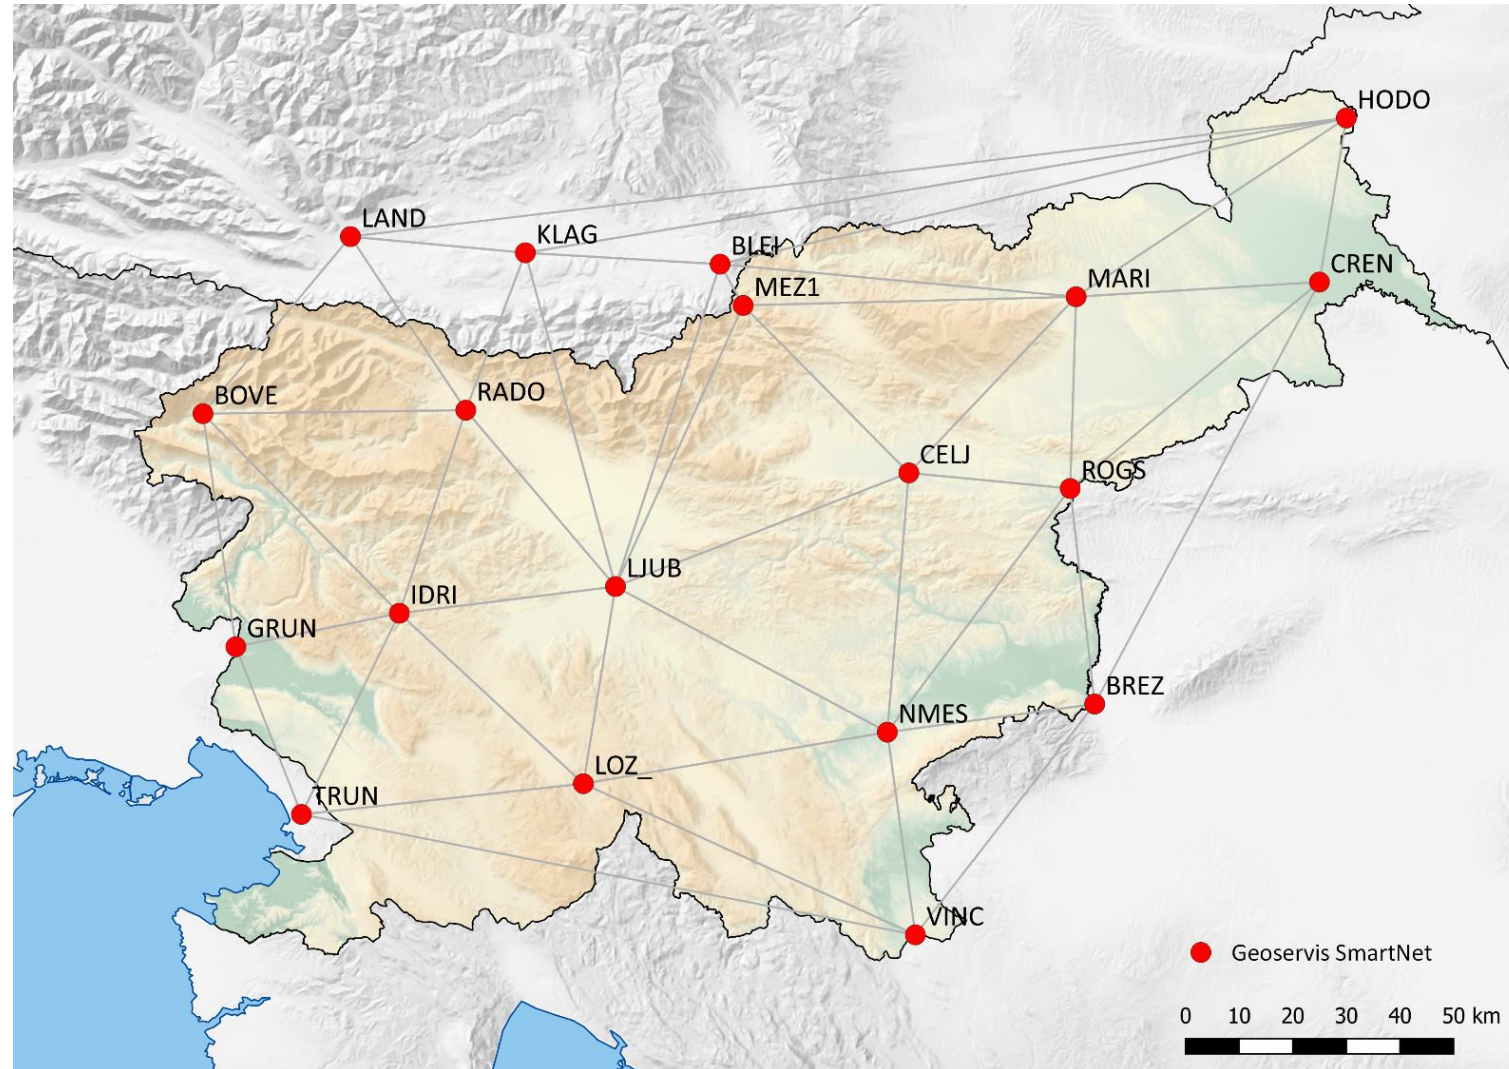 HODO
LAND
KLAG
BLEI
CREN
MARI
MEZ1
BOVE
RADO
CELJ
ROGS
LJUB
IDRI
GRUN
BREZ
NMES
LOZ_
TRUN
VINC
Geoservis SmartNet
0 10 20 30 40 50 km